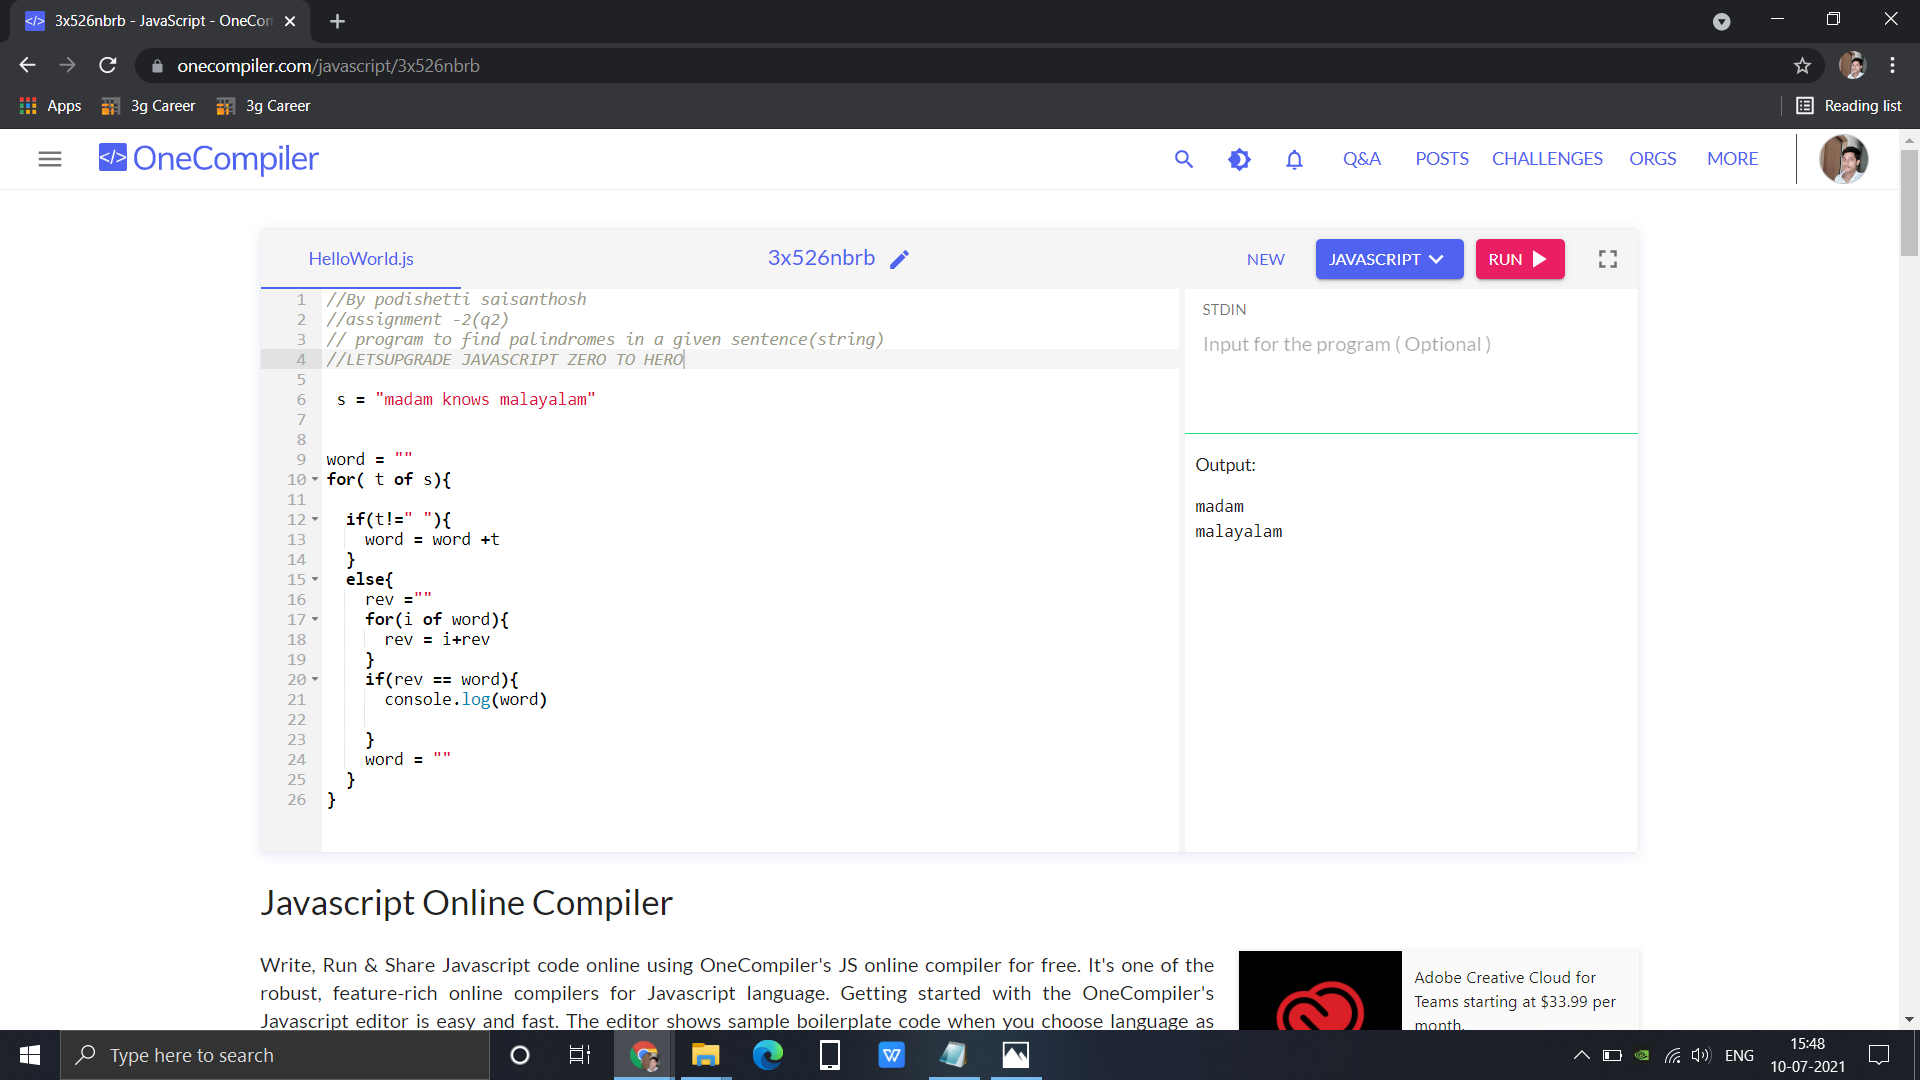 3x526nbrb - JavaScript - OneCom
onecompiler.com/javascript/3x526nbrb
Apps 3g Career 3g Career Reading list
</> OneCompiler Q&A POSTS CHALLENGES ORGS MORE
HelloWorld.js 3x526nbrb NEW JAVASCRIPT RUN
1 //By podishetti saisanthosh
2 //assignment -2(q2)
3 // program to find palindromes in a given sentence(string)
4 //LETSUPGRADE JAVASCRIPT ZERO TO HERO
5
6 s = "madam knows malayalam"
7
8
9 word = ""
10 for( t of s){
11
12 if(t!=" "){
13 word = word +t
14 }
15 else{
16 rev =""
17 for(i of word){
18 rev = i+rev
19 }
20 if(rev == word){
21 console.log(word)
22
23 }
24 word = ""
25 }
26 }
STDIN
Input for the program ( Optional )
Output:
madam
malayalam
Javascript Online Compiler
Write, Run & Share Javascript code online using OneCompiler's JS online compiler for free. It's one of the
robust, feature-rich online compilers for Javascript language. Getting started with the OneCompiler's
Javascript editor is easy and fast. The editor shows sample boilerplate code when you choose language as
Adobe Creative Cloud for
Teams starting at $33.99 per
month.
Type here to search
ENG
15:48
10-07-2021